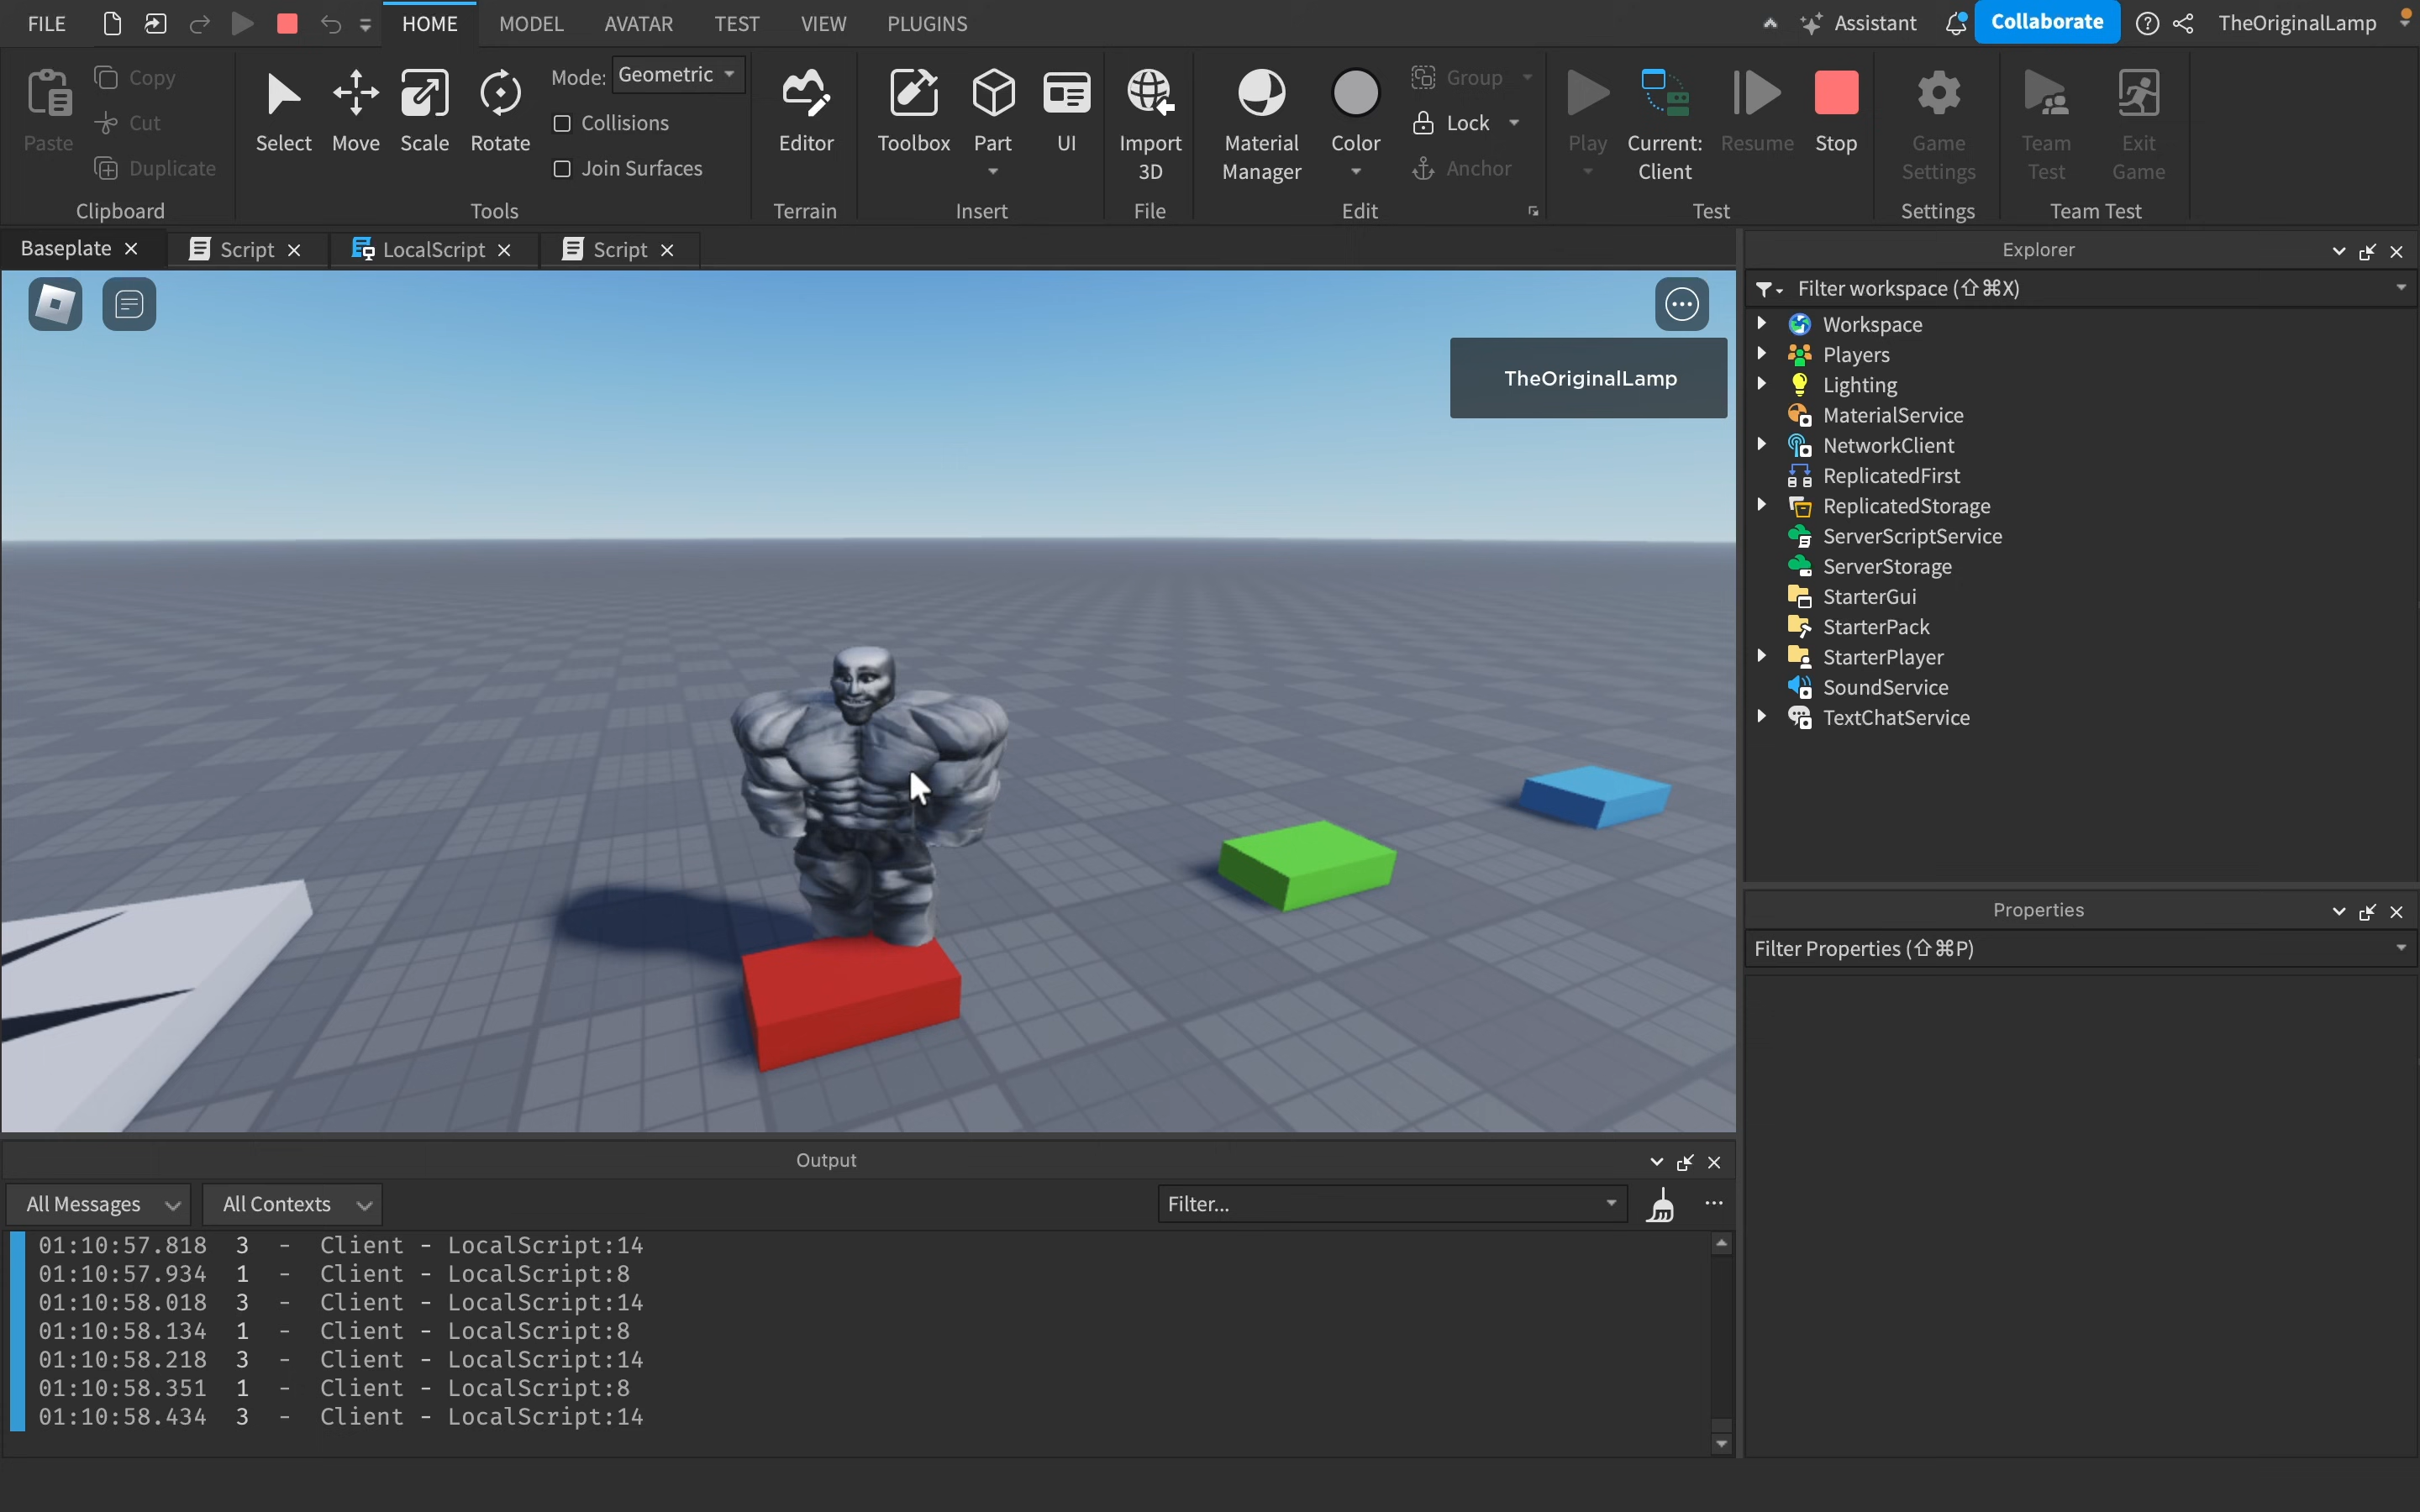 FILE HOME MODEL AVATAR TEST VIEW PLUGINS Assistant Collaborate TheOriginalLamp
Paste Copy Cut Duplicate
Clipboard
Select Move Scale Rotate Mode: Geometric
Collisions
Join Surfaces
Tools
Editor
Terrain
Toolbox Part UI
Insert
Import
3D
File
Material
Manager
Color
Group
Lock
Anchor
Edit
Play Current:
Client
Resume Stop
Test
Game
Settings
Settings
Team
Test
Exit
Game
Team Test
Baseplate Script LocalScript Script
TheOriginalLamp
Explorer
Filter workspace (⇧⌘X)
Workspace
Players
Lighting
MaterialService
NetworkClient
ReplicatedFirst
ReplicatedStorage
ServerScriptService
ServerStorage
StarterGui
StarterPack
StarterPlayer
SoundService
TextChatService
Properties
Filter Properties (⇧⌘P)
Output
All Messages All Contexts Filter...
01:10:57.818 3 - Client - LocalScript:14
01:10:57.934 1 - Client - LocalScript:8
01:10:58.018 3 - Client - LocalScript:14
01:10:58.134 1 - Client - LocalScript:8
01:10:58.218 3 - Client - LocalScript:14
01:10:58.351 1 - Client - LocalScript:8
01:10:58.434 3 - Client - LocalScript:14